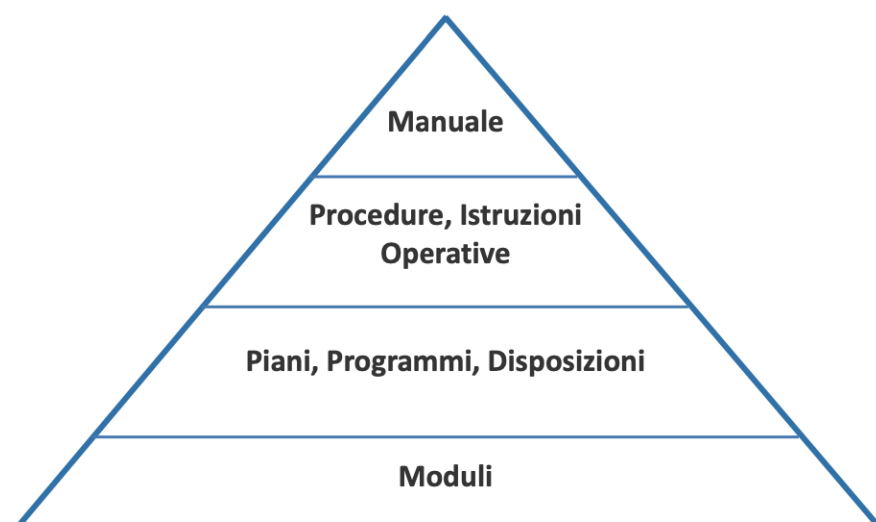 Manuale
Procedure, Istruzioni
Operative
Piani, Programmi, Disposizioni
Moduli